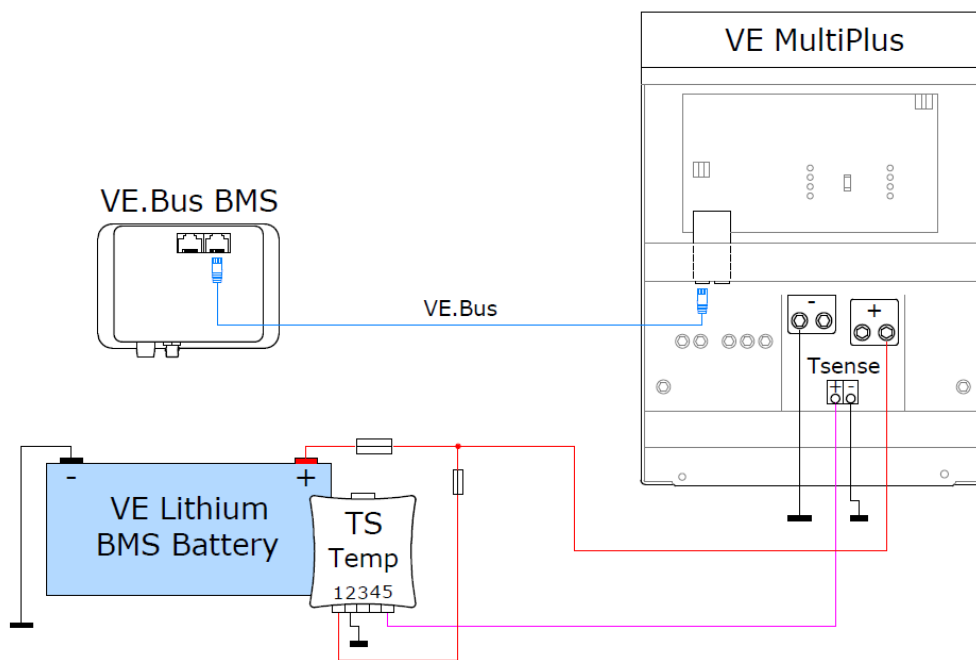 VE MultiPlus
VE.Bus BMS
VE.Bus
- +
Tsense
+ -
- +
VE Lithium
BMS Battery
TS
Temp
12345